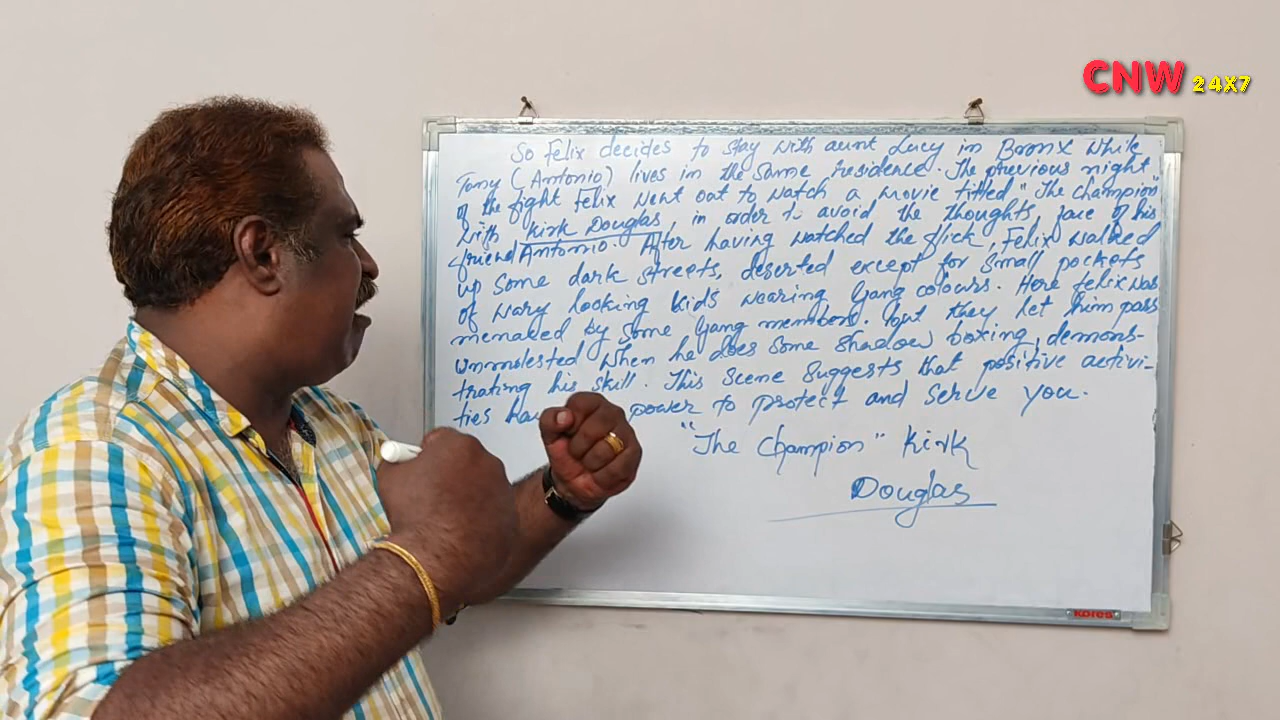 CNW 24X7
So Felix decides to stay with aunt Lucy in Bronx while
Tony (Antonio) lives in the same residence. The previous night
of the fight Felix went out to watch a movie titled "The Champion"
with Kirk Douglas, in order to avoid the thoughts, face of his
friend Antonio. After having watched the flick, Felix walked
up some dark streets, deserted except for small pockets
of wary looking kids wearing gang colours. Here Felix was
menaced by some gang members. But they let him pass
unmolested when he does some shadow boxing, demons-
trating his skill. This scene suggests that positive activi-
ties power to protect and serve you.
"The Champion" Kirk
Douglas
kores